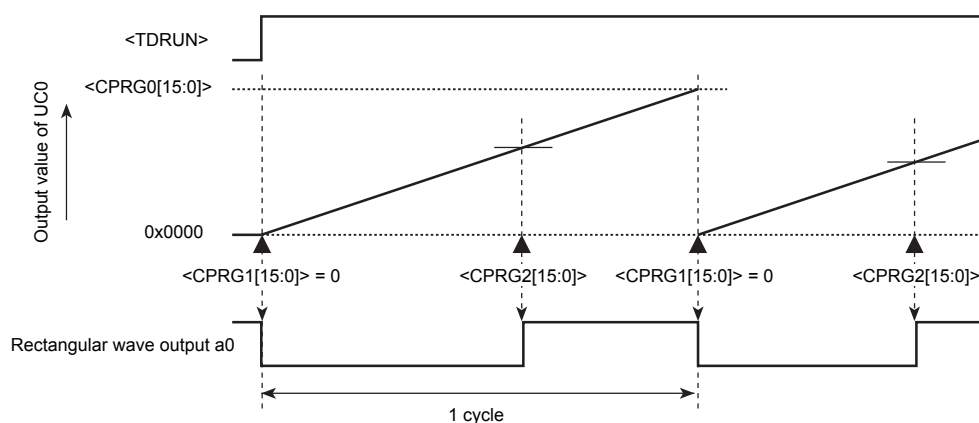 <TDRUN>
<CPRG0[15:0]>
Output value of UC0
0x0000
<CPRG1[15:0]> = 0
<CPRG2[15:0]>
<CPRG1[15:0]> = 0
<CPRG2[15:0]>
Rectangular wave output a0
1 cycle